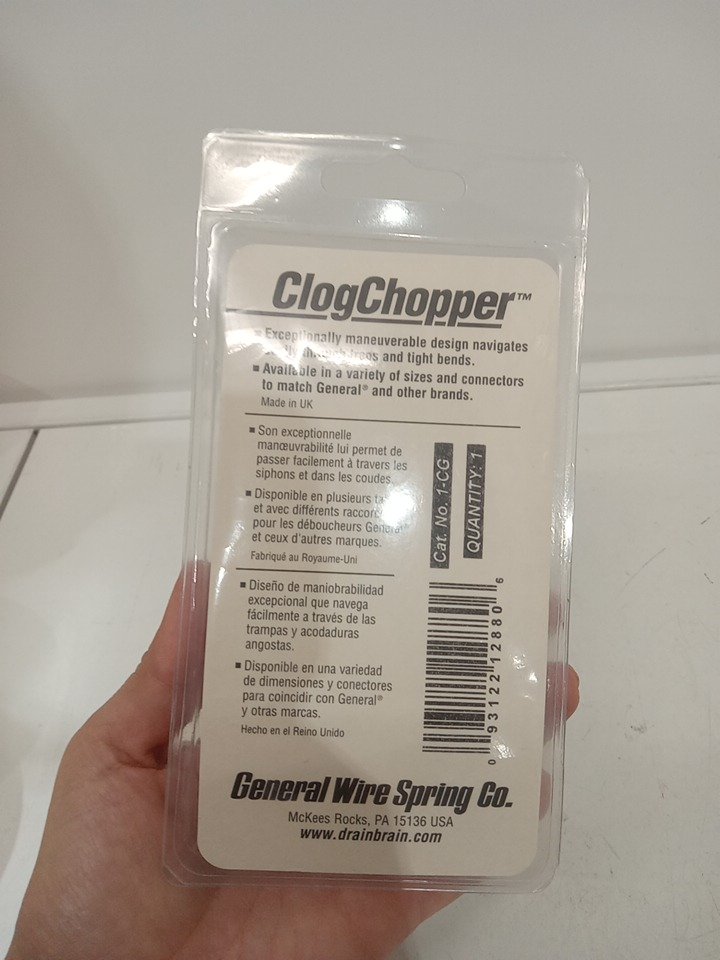 ClogChopper™
▪ Exceptionally maneuverable design navigates
and tight bends.
▪ Available in a variety of sizes and connectors
to match General® and other brands.
Made in UK
▪ Son exceptionnelle
manœuvrabilité lui permet de
passer facilement à travers les
siphons et dans les coudes.
▪ Disponible en plusieurs
et avec différents
pour les déboucheurs General®
et ceux d'autres marques.
Fabriqué au Royaume-Uni
▪ Diseño de maniobrabilidad
excepcional que navega
fácilmente a través de las
trampas y acodaduras
angostas.
▪ Disponible en una variedad
de dimensiones y conectores
para coincidir con General®
y otras marcas.
Hecho en el Reino Unido
Cat. No. 1-CG
QUANTITY: 1
0 93122 12880 6
General Wire Spring Co.
McKees Rocks, PA 15136 USA
www.drainbrain.com